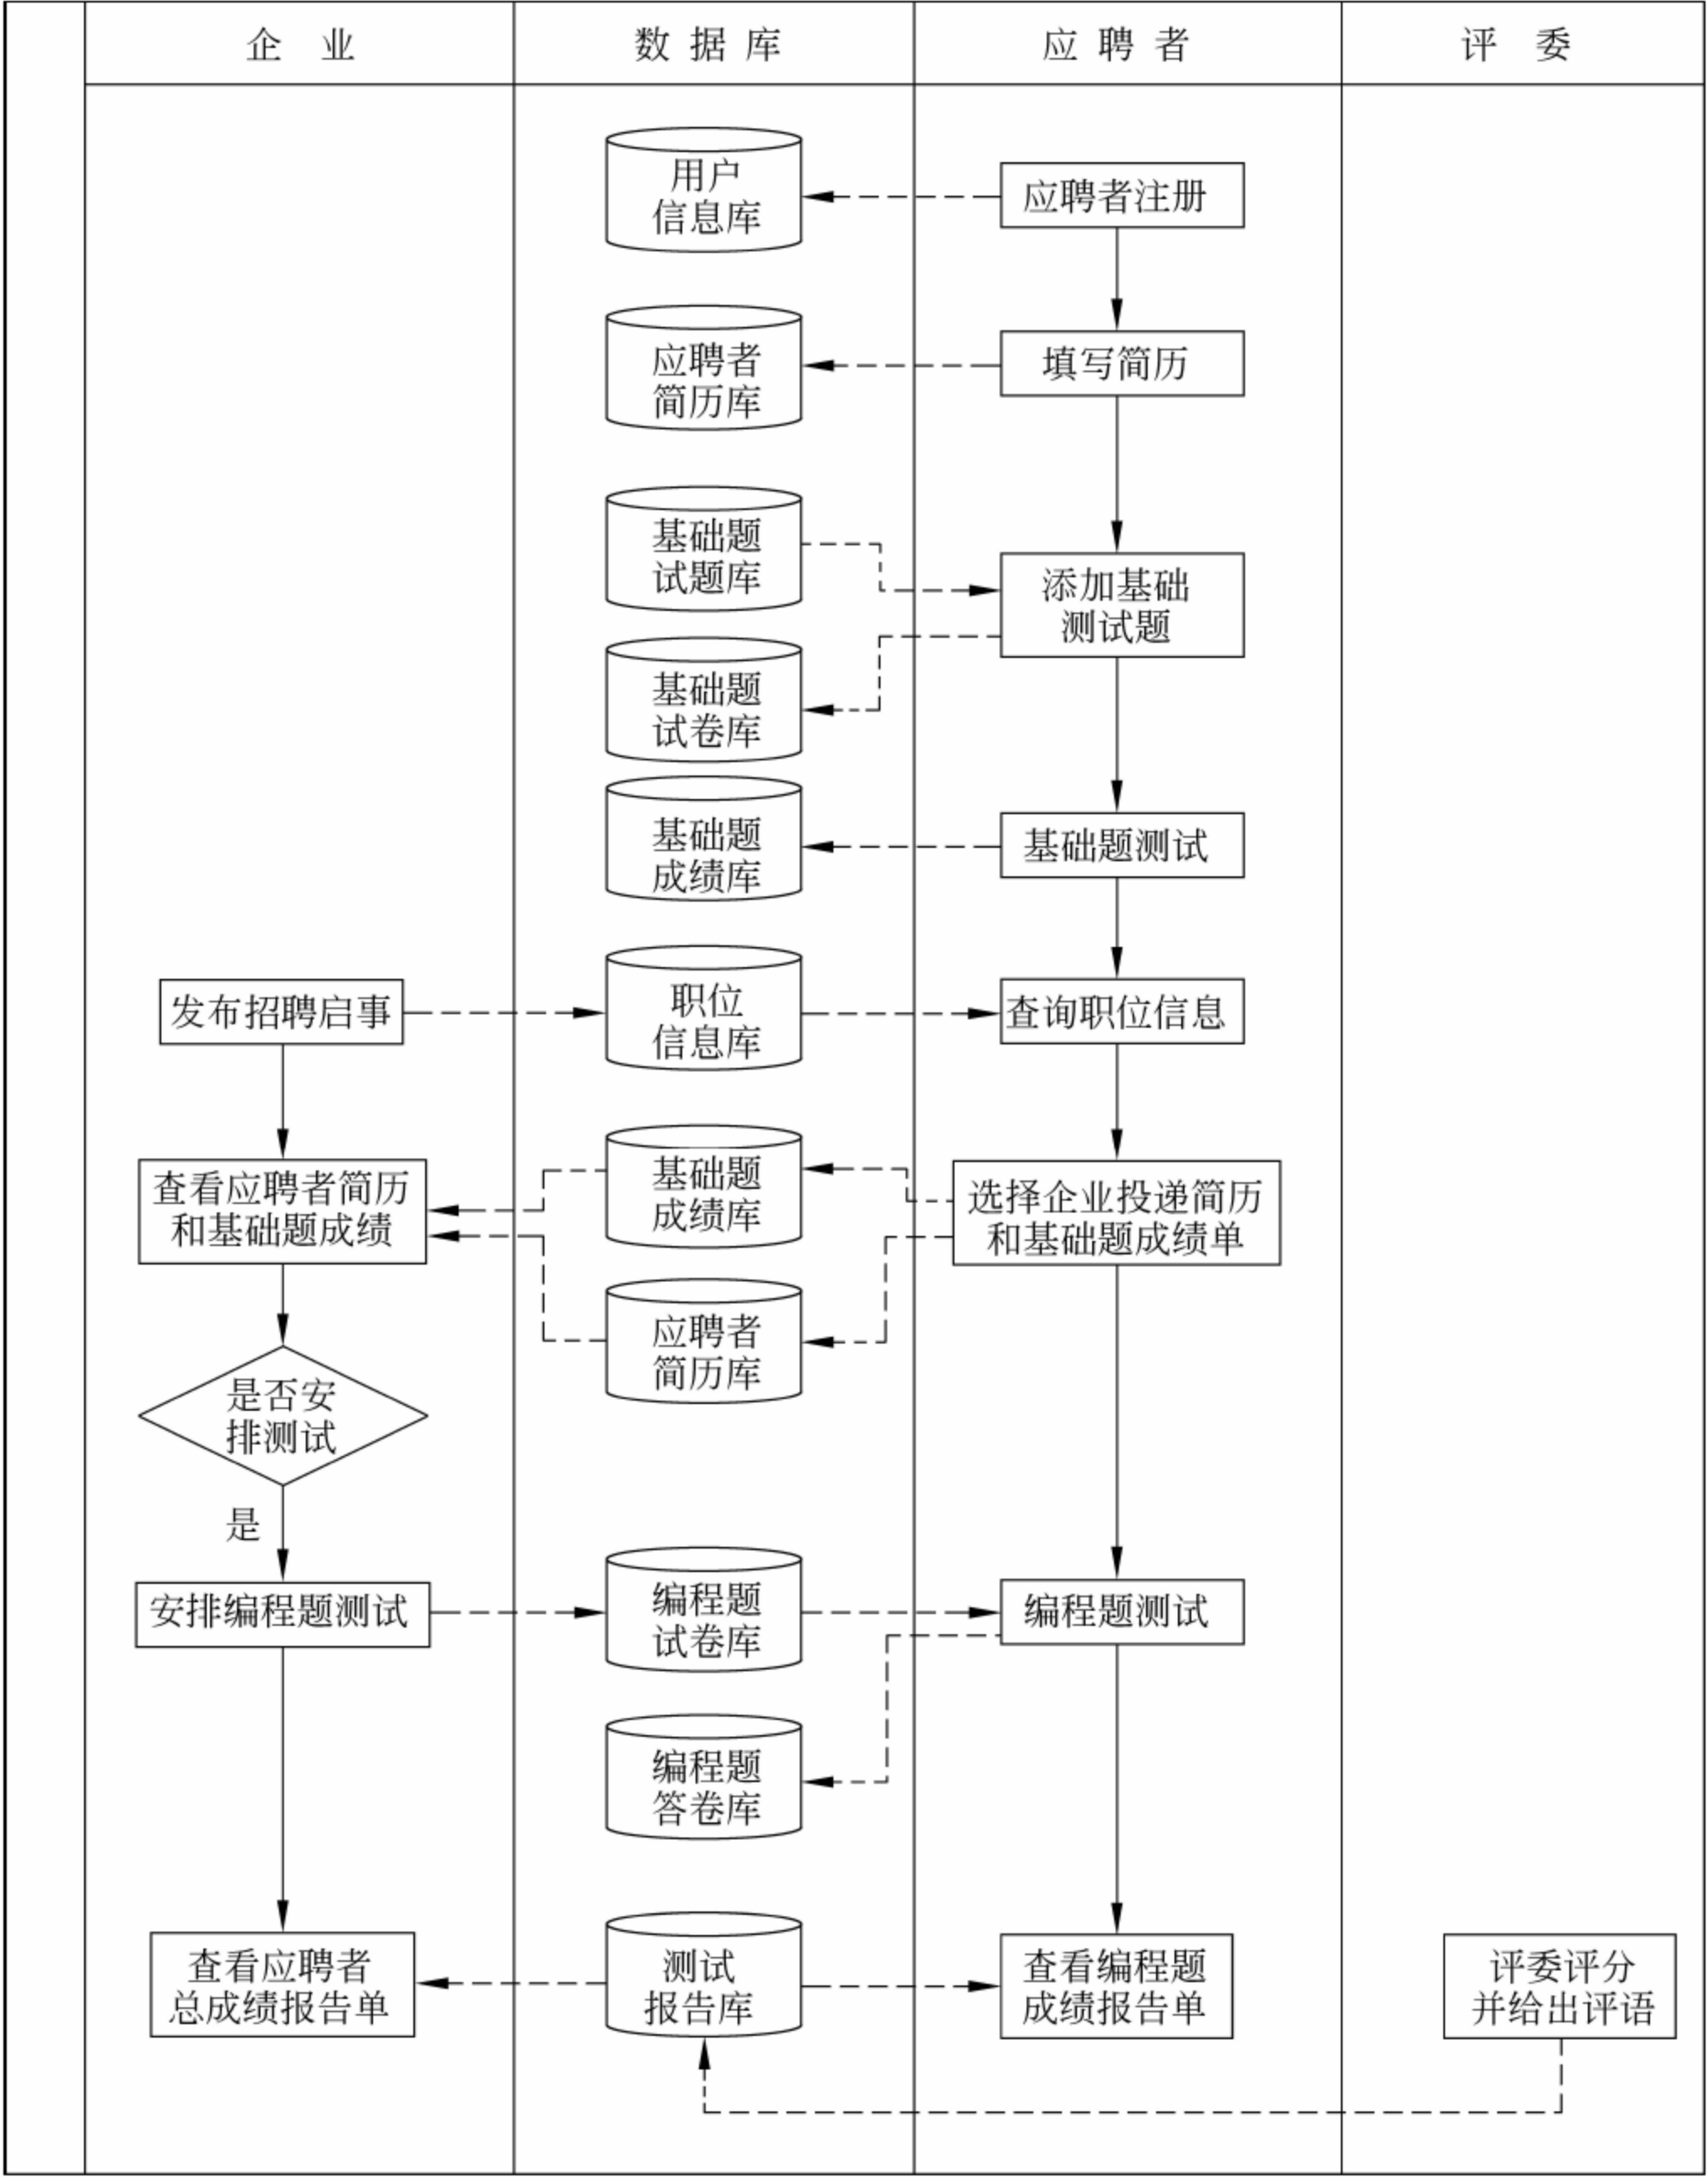 企 业
数 据 库
应 聘 者
评 委
用户
信息库
应聘者注册
应聘者
简历库
填写简历
基础题
试题库
添加基础
测试题
基础题
试卷库
基础题
成绩库
基础题测试
发布招聘启事
职位
信息库
查询职位信息
查看应聘者简历
和基础题成绩
基础题
成绩库
选择企业投递简历
和基础题成绩单
应聘者
简历库
是否安
排测试
是
安排编程题测试
编程题
试卷库
编程题测试
编程题
答卷库
查看应聘者
总成绩报告单
测试
报告库
查看编程题
成绩报告单
评委评分
并给出评语